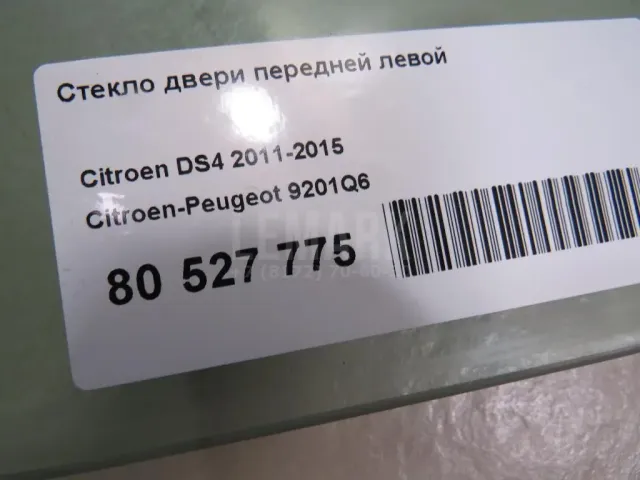 Стекло двери передней левой
Citroen DS4 2011-2015
Citroen-Peugeot 9201Q6
80 527 775